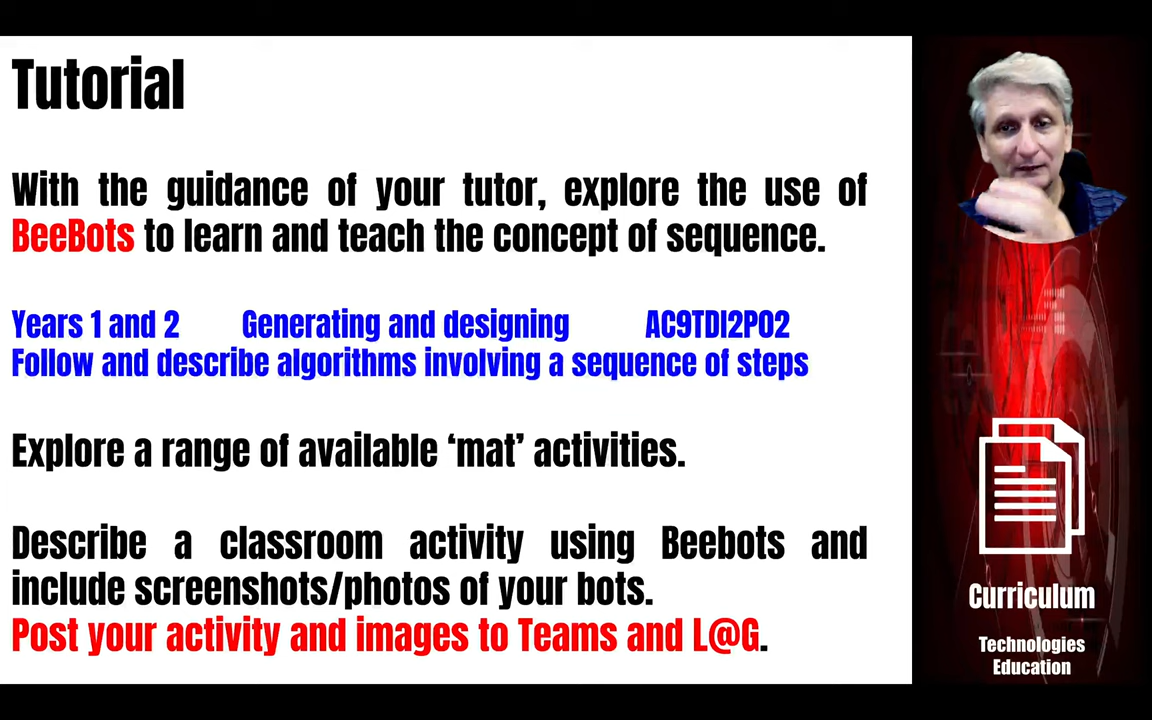 Tutorial
With the guidance of your tutor, explore the use of
BeeBots to learn and teach the concept of sequence.
Years 1 and 2 Generating and designing AC9TDI2P02
Follow and describe algorithms involving a sequence of steps
Explore a range of available ‘mat’ activities.
Describe a classroom activity using Beebots and
include screenshots/photos of your bots.
Post your activity and images to Teams and L@G.
Curriculum
Technologies
Education